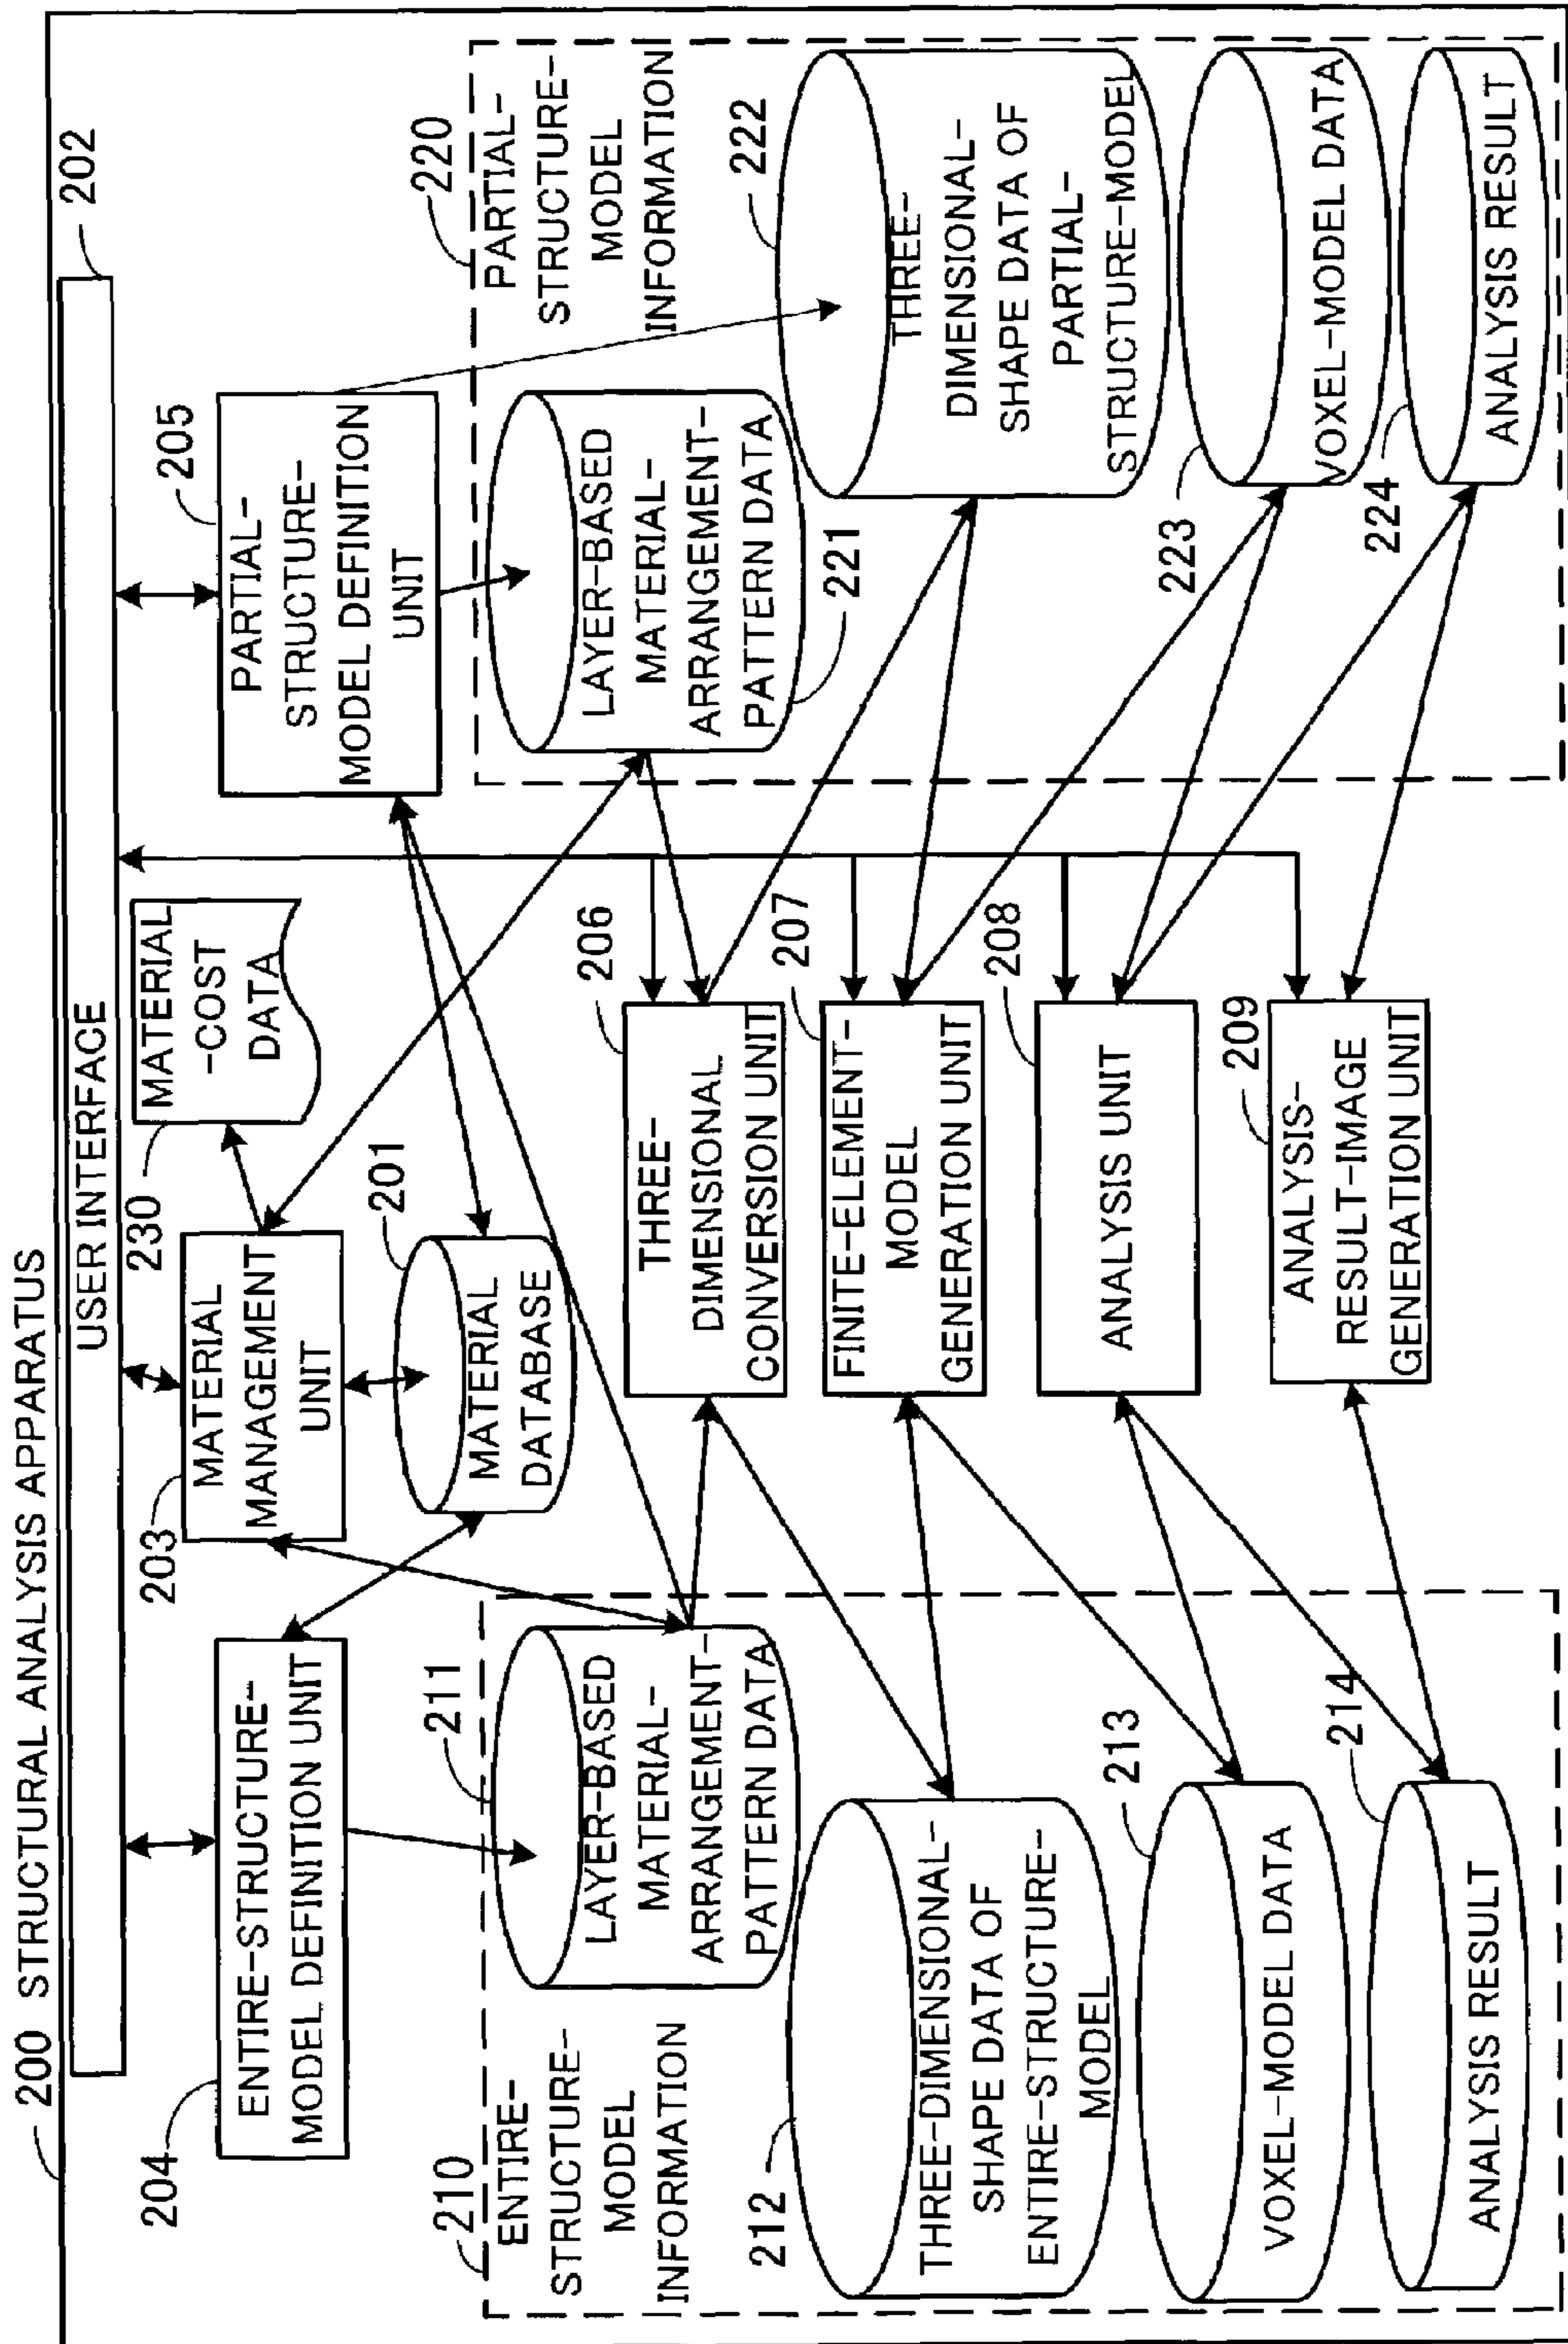 200 STRUCTURAL ANALYSIS APPARATUS
202
USER INTERFACE
204
ENTIRE-STRUCTURE-
MODEL DEFINITION UNIT
203
MATERIAL
MANAGEMENT
UNIT
230
MATERIAL
-COST
DATA
205
PARTIAL-
STRUCTURE-
MODEL DEFINITION
UNIT
201
MATERIAL
DATABASE
210
ENTIRE-
STRUCTURE-
MODEL
INFORMATION
211
LAYER-BASED
MATERIAL-
ARRANGEMENT-
PATTERN DATA
212
THREE-DIMENSIONAL-
SHAPE DATA OF
ENTIRE-STRUCTURE-
MODEL
213
VOXEL-MODEL DATA
214
ANALYSIS RESULT
206
THREE-
DIMENSIONAL
CONVERSION UNIT
207
FINITE-ELEMENT-
MODEL
GENERATION UNIT
208
ANALYSIS UNIT
209
ANALYSIS-
RESULT-IMAGE
GENERATION UNIT
220
PARTIAL-
STRUCTURE-
MODEL
INFORMATION
LAYER-BASED
MATERIAL-
ARRANGEMENT-
PATTERN DATA
221
222
THREE-
DIMENSIONAL-
SHAPE DATA OF
PARTIAL-
STRUCTURE-MODEL
223
VOXEL-MODEL DATA
224
ANALYSIS RESULT